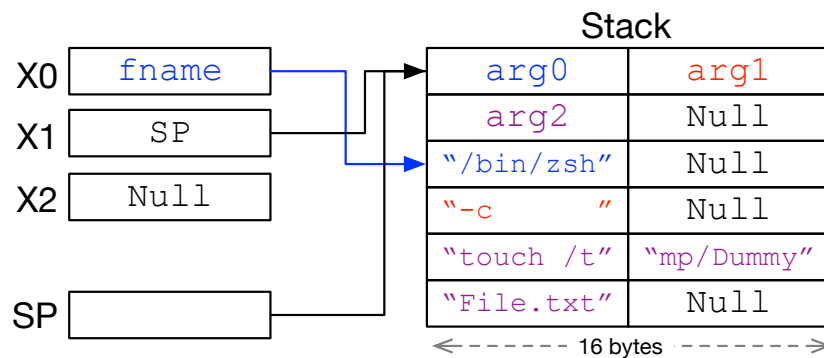 Stack
X0 fname arg0 arg1
X1 SP arg2 Null
“/bin/zsh” Null
X2 Null “-c      ” Null
“touch /t” “mp/Dummy”
SP “File.txt” Null
16 bytes